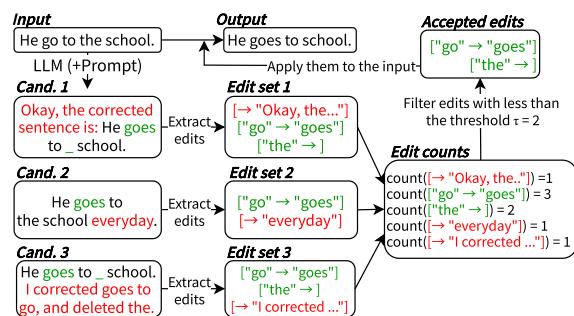 Input
He go to the school.
Output
He goes to school.
Accepted edits
["go" → "goes"]
["the" → ]
LLM (+Prompt)
Apply them to the input
Filter edits with less than
the threshold τ = 2
Cand. 1
Okay, the corrected
sentence is: He goes
to _ school.
Extract
edits
Edit set 1
[→ "Okay, the..."]
["go" → "goes"]
["the" → ]
Cand. 2
He goes to
the school everyday.
Extract
edits
Edit set 2
["go" → "goes"]
[→ "everyday"]
Cand. 3
He goes to _ school.
I corrected goes to
go, and deleted the.
Extract
edits
Edit set 3
["go" → "goes"]
["the" → ]
[→ "I corrected ..."]
Edit counts
count([→ "Okay, the.."]) =1
count(["go" → "goes"]) = 3
count(["the" → ]) = 2
count([→ "everyday"]) = 1
count([→ "I corrected ..."]) = 1